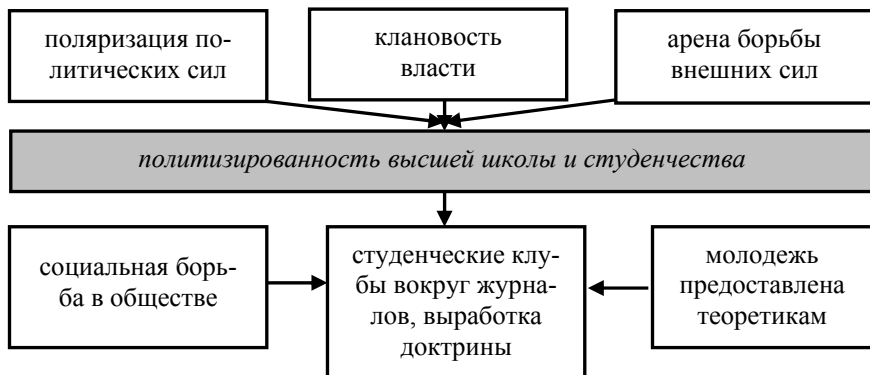 поляризация по-
литических сил
клановость
власти
арена борьбы
внешних сил
политизированность высшей школы и студенчества
социальная борь-
ба в обществе
студенческие клу-
бы вокруг журна-
лов, выработка
доктрины
молодежь
предоставлена
теоретикам